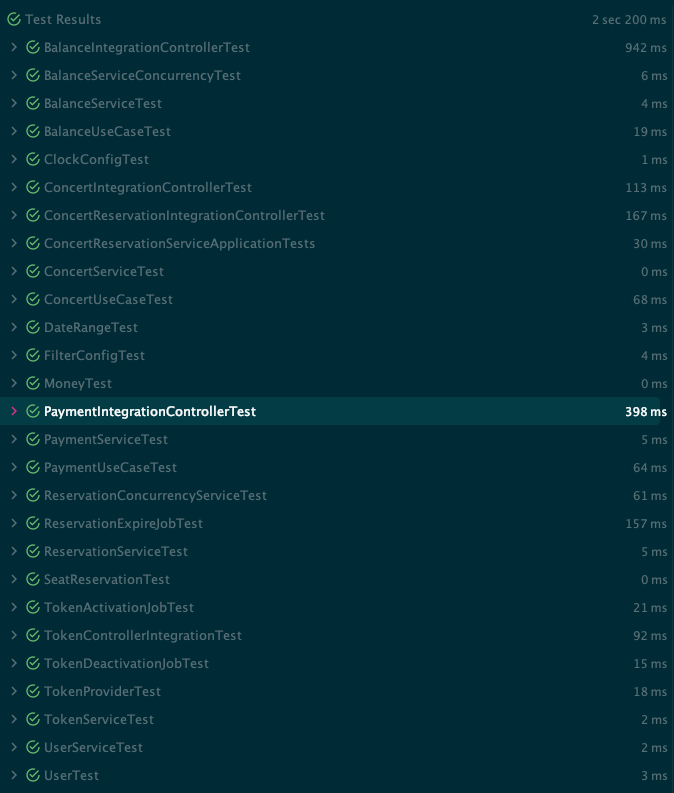 Test Results 2 sec 200 ms
BalanceIntegrationControllerTest 942 ms
BalanceServiceConcurrencyTest 6 ms
BalanceServiceTest 4 ms
BalanceUseCaseTest 19 ms
ClockConfigTest 1 ms
ConcertIntegrationControllerTest 113 ms
ConcertReservationIntegrationControllerTest 167 ms
ConcertReservationServiceApplicationTests 30 ms
ConcertServiceTest 0 ms
ConcertUseCaseTest 68 ms
DateRangeTest 3 ms
FilterConfigTest 4 ms
MoneyTest 0 ms
PaymentIntegrationControllerTest 398 ms
PaymentServiceTest 5 ms
PaymentUseCaseTest 64 ms
ReservationConcurrencyServiceTest 61 ms
ReservationExpireJobTest 157 ms
ReservationServiceTest 5 ms
SeatReservationTest 0 ms
TokenActivationJobTest 21 ms
TokenControllerIntegrationTest 92 ms
TokenDeactivationJobTest 15 ms
TokenProviderTest 18 ms
TokenServiceTest 2 ms
UserServiceTest 2 ms
UserTest 3 ms